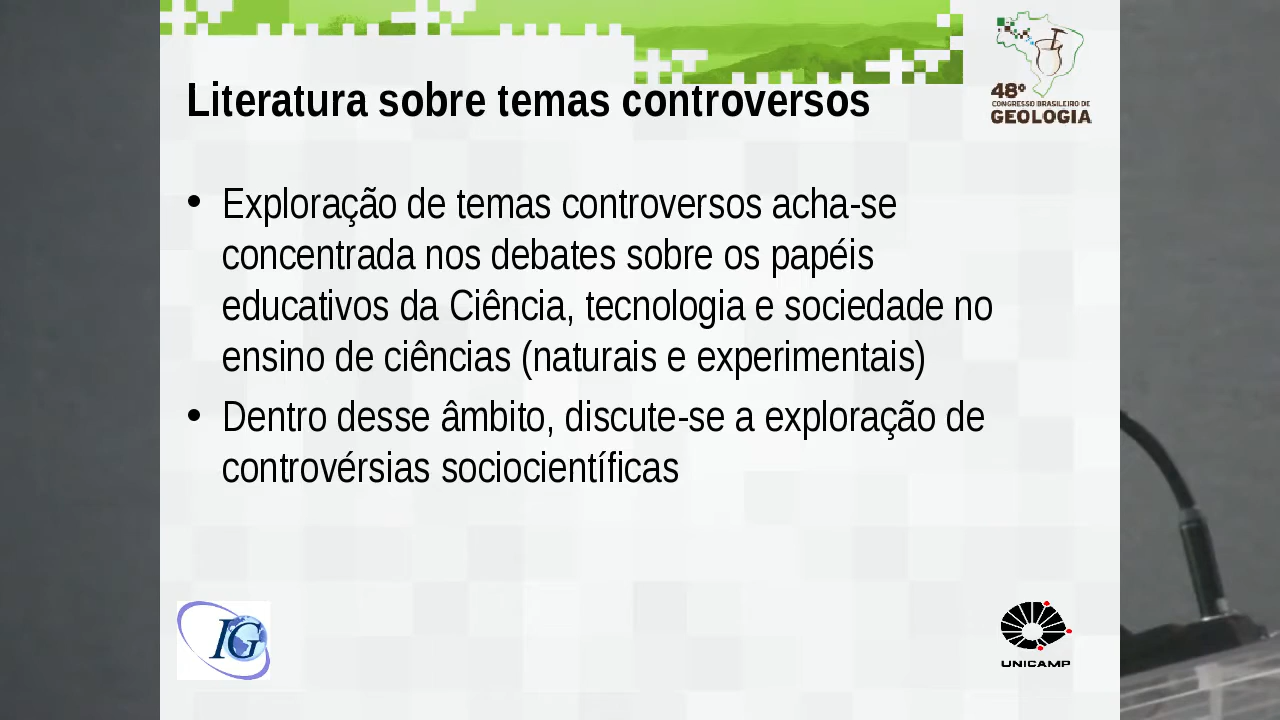 Literatura sobre temas controversos
48º
CONGRESSO BRASILEIRO DE
GEOLOGIA
• Exploração de temas controversos acha-se
concentrada nos debates sobre os papéis
educativos da Ciência, tecnologia e sociedade no
ensino de ciências (naturais e experimentais)
• Dentro desse âmbito, discute-se a exploração de
controvérsias sociocientíficas
IG
UNICAMP